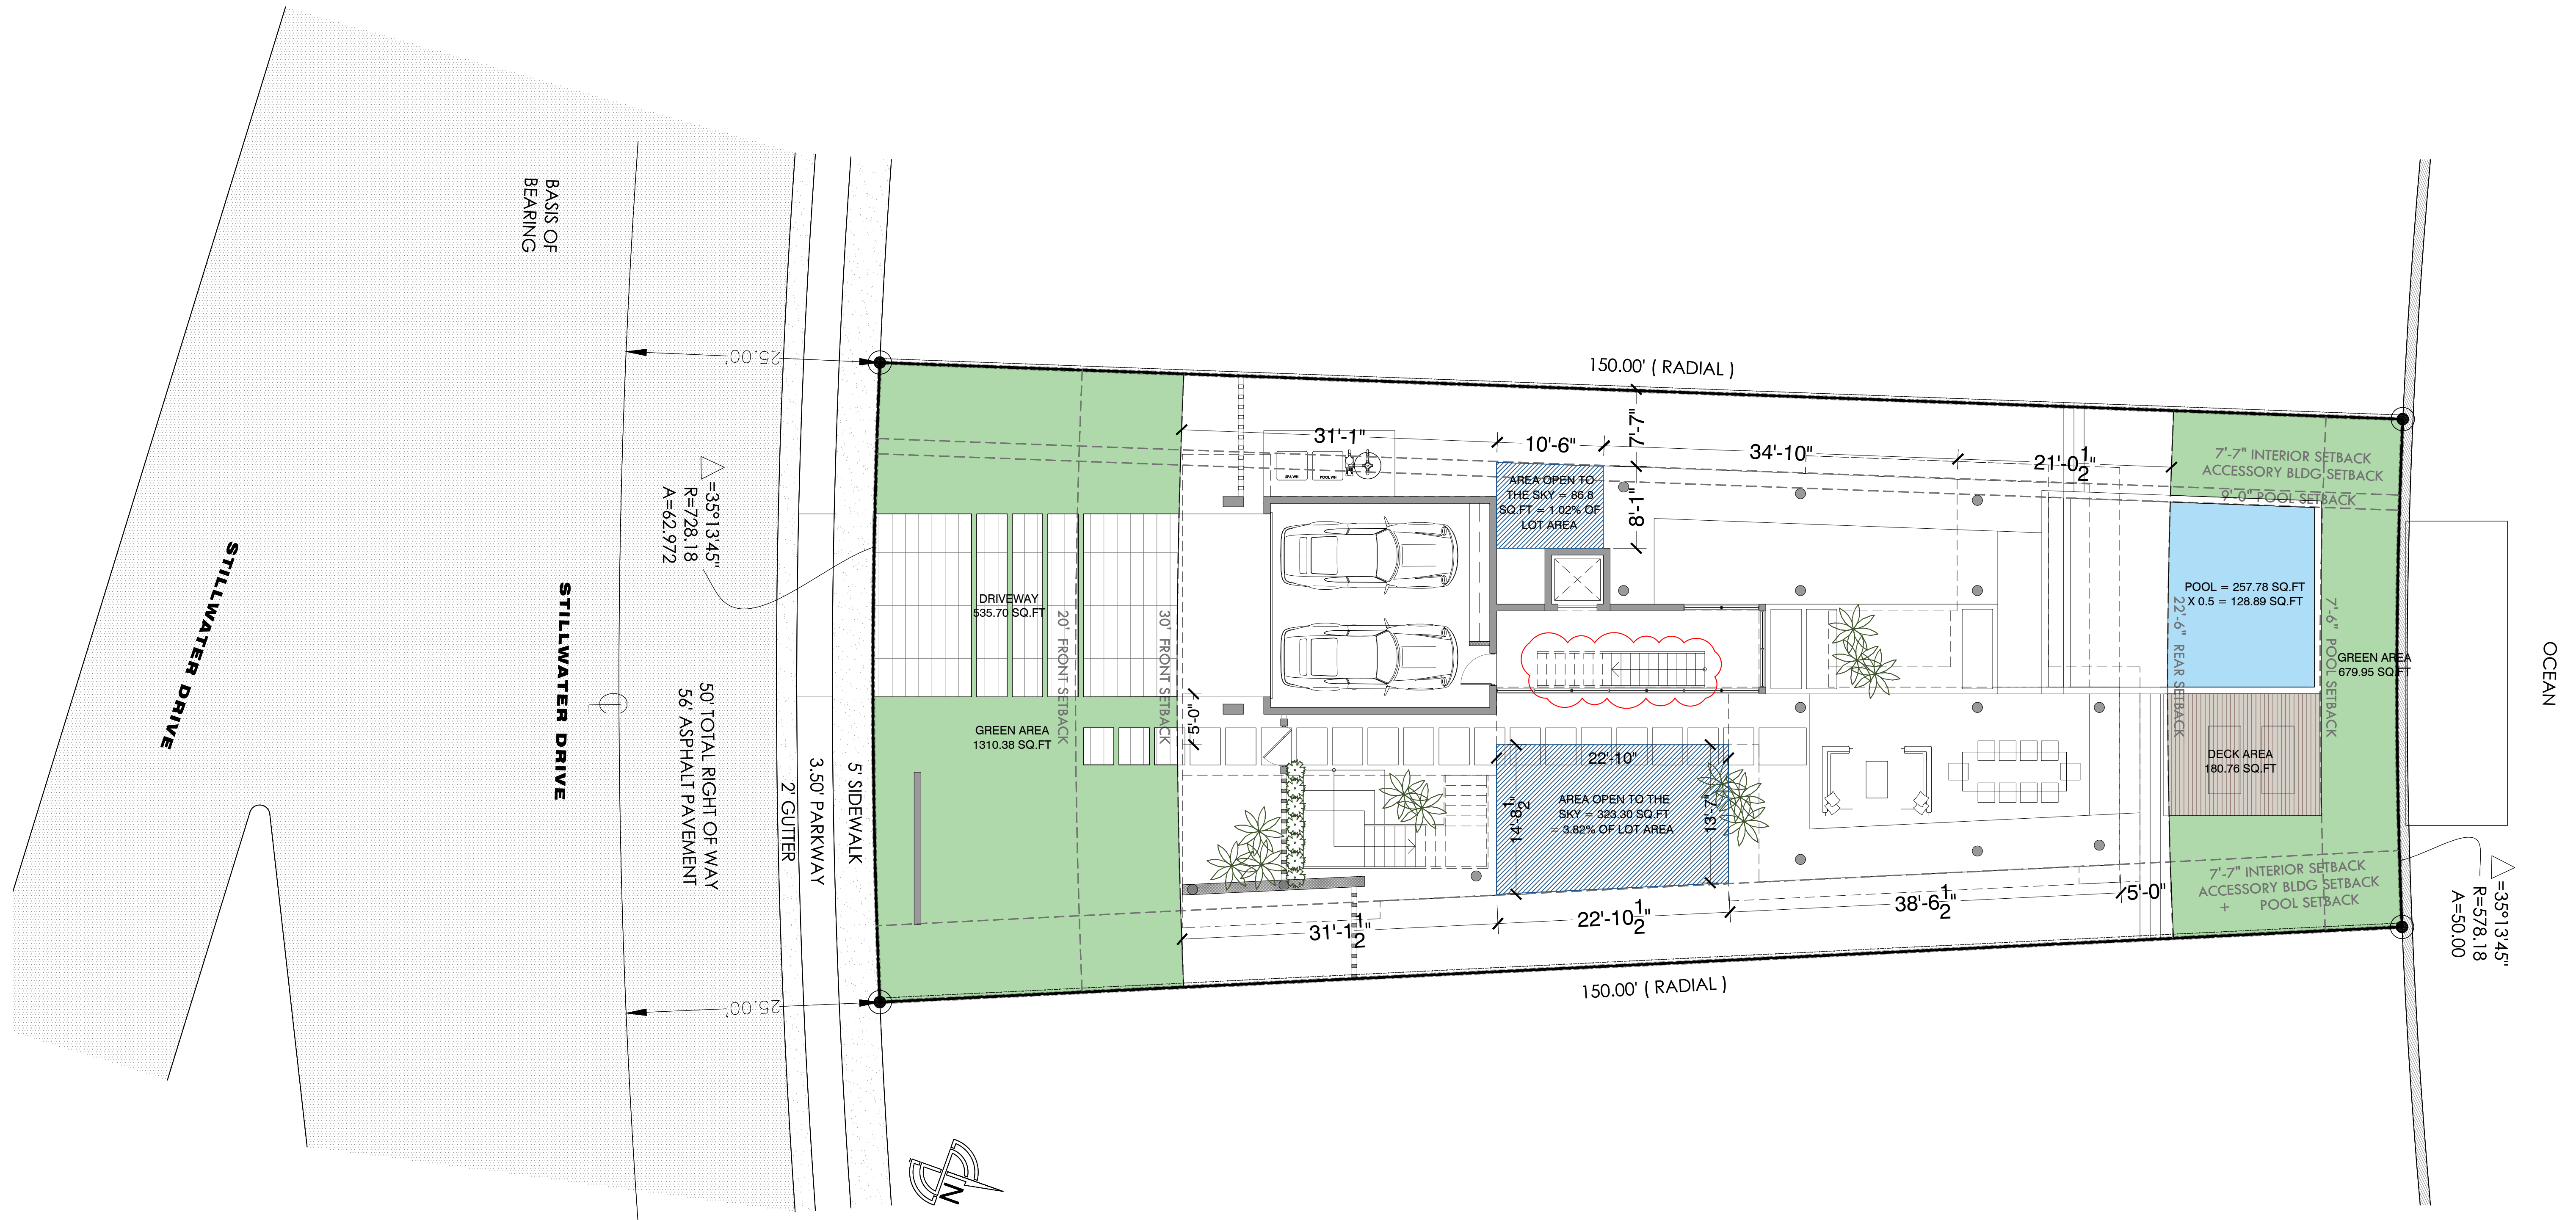 BASIS OF
BEARING
STILLWATER DRIVE
STILLWATER DRIVE
25.00'
25.00'
=35°13'45"
R=728.18
A=62.972
50' TOTAL RIGHT OF WAY
56' ASPHALT PAVEMENT
2' GUTTER
3.50' PARKWAY
5' SIDEWALK
150.00' ( RADIAL )
31'-1"
10'-6"
7'-7"
8'-1"
34'-10"
21'-0 1/2"
AREA OPEN TO
THE SKY = 86.8
SQ.FT = 1.02% OF
LOT AREA
SPA WH
POOL WH
DRIVEWAY
535.70 SQ.FT
20' FRONT SETBACK
30' FRONT SETBACK
5'-0"
GREEN AREA
1310.38 SQ.FT
22'-10"
14'-8 1/2"
13'-7"
AREA OPEN TO THE
SKY = 323.30 SQ.FT
= 3.82% OF LOT AREA
31'-1 1/2"
22'-10 1/2"
38'-6 1/2"
5'-0"
150.00' ( RADIAL )
7'-7" INTERIOR SETBACK
ACCESSORY BLDG SETBACK
9'-0" POOL SETBACK
POOL = 257.78 SQ.FT
X 0.5 = 128.89 SQ.FT
22'-6" REAR SETBACK
7'-6" POOL SETBACK
GREEN AREA
679.95 SQ.FT
DECK AREA
180.76 SQ.FT
7'-7" INTERIOR SETBACK
ACCESSORY BLDG SETBACK
+ POOL SETBACK
OCEAN
=35°13'45"
R=578.18
A=50.00
N